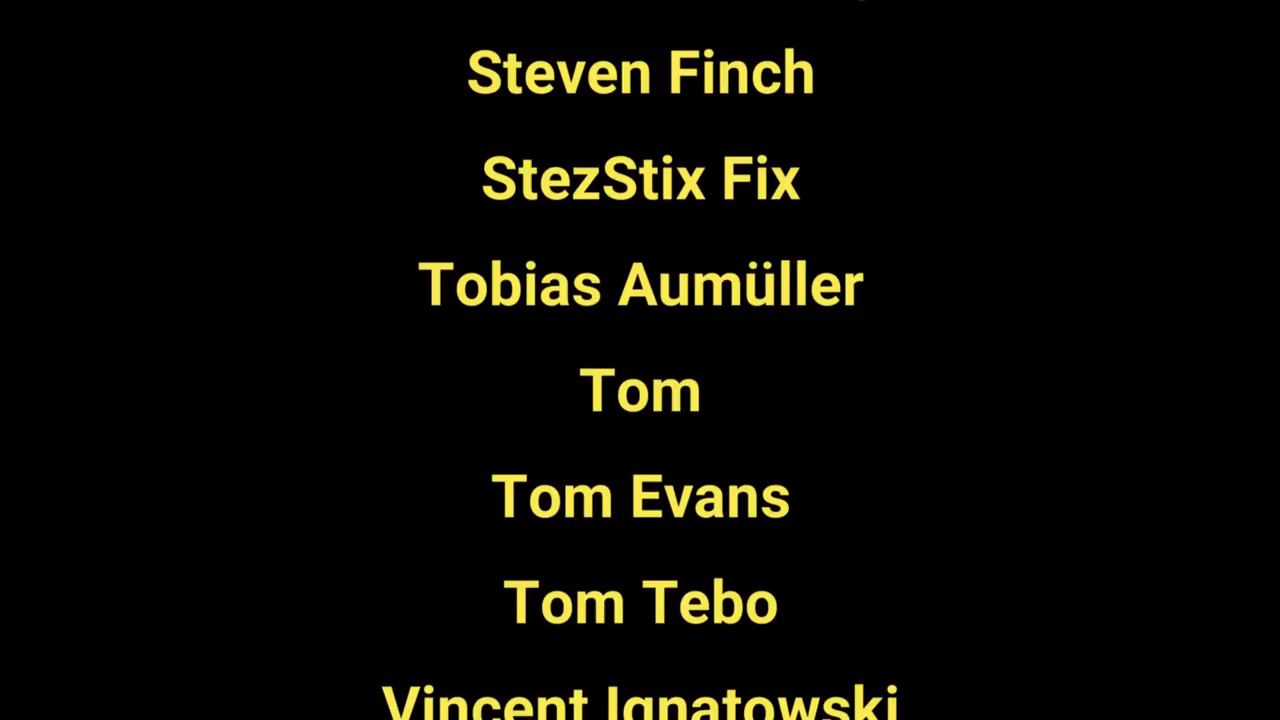 Steven Finch
StezStix Fix
Tobias Aumüller
Tom
Tom Evans
Tom Tebo
Vincent Ignatowski